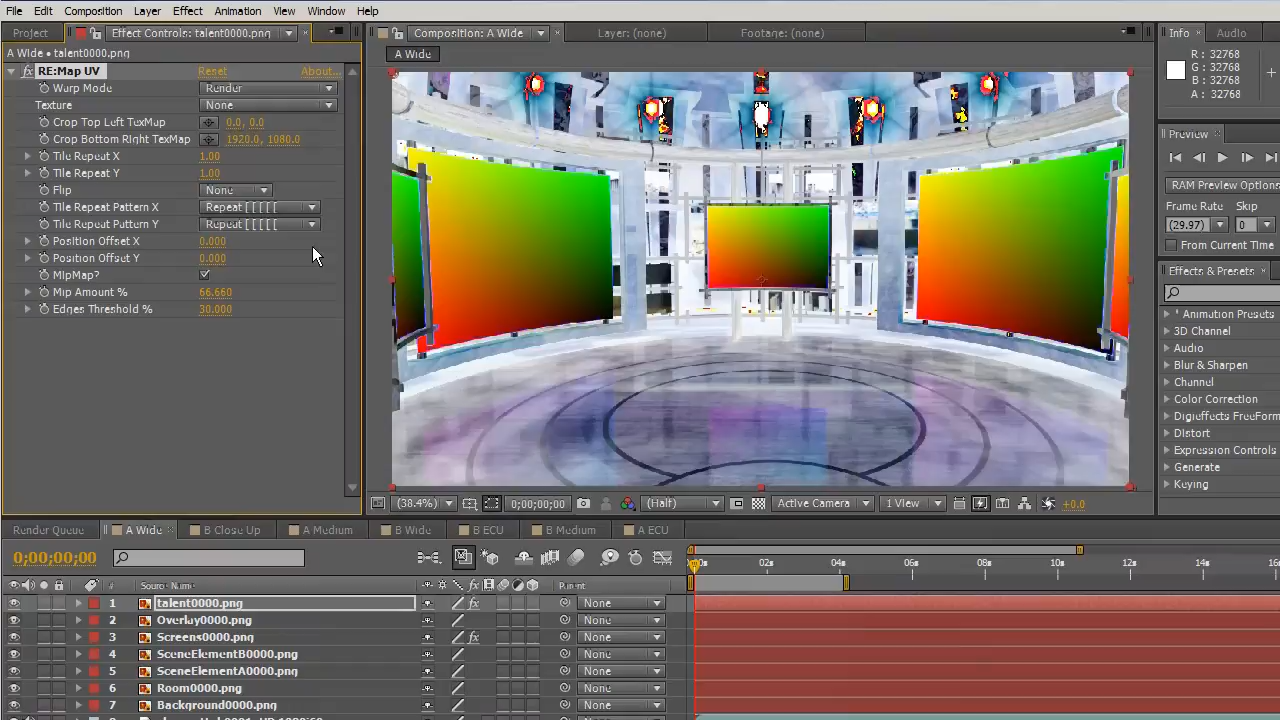 File Edit Composition Layer Effect Animation View Window Help
Project Effect Controls: talent0000.png
Composition: A Wide Layer: (none) Footage: (none)
Info Audio
A Wide • talent0000.png
A Wide
RE:Map UV Reset About...
Warp Mode Render
Texture None
Crop Top Left TexMap 0.0, 0.0
Crop Bottom Right TexMap 1920.0, 1080.0
Tile Repeat X 1.00
Tile Repeat Y 1.00
Flip None
Tile Repeat Pattern X Repeat [ [ [ [ [
Tile Repeat Pattern Y Repeat [ [ [ [ [
Position Offset X 0.000
Position Offset Y 0.000
MipMap?
Mip Amount % 66.660
Edges Threshold % 30.000
R: 32768
G: 32768
B: 32768
A: 32768
Preview
RAM Preview Options
Frame Rate Skip
(29.97) 0
From Current Time
Effects & Presets
* Animation Presets
3D Channel
Audio
Blur & Sharpen
Channel
Color Correction
Digieffects FreeForm
Distort
Expression Controls
Generate
Keying
(38.4%) 0;00;00;00 (Half) Active Camera 1 View +0.0
Render Queue A Wide B Close Up A Medium B Wide B ECU B Medium A ECU
0;00;00;00
00s 02s 04s 06s 08s 10s 12s 14s
# Source Name fx Parent
1 talent0000.png fx None
2 Overlay0000.png None
3 Screens0000.png fx None
4 SceneElementB0000.png None
5 SceneElementA0000.png None
6 Room0000.png None
7 Background0000.png None